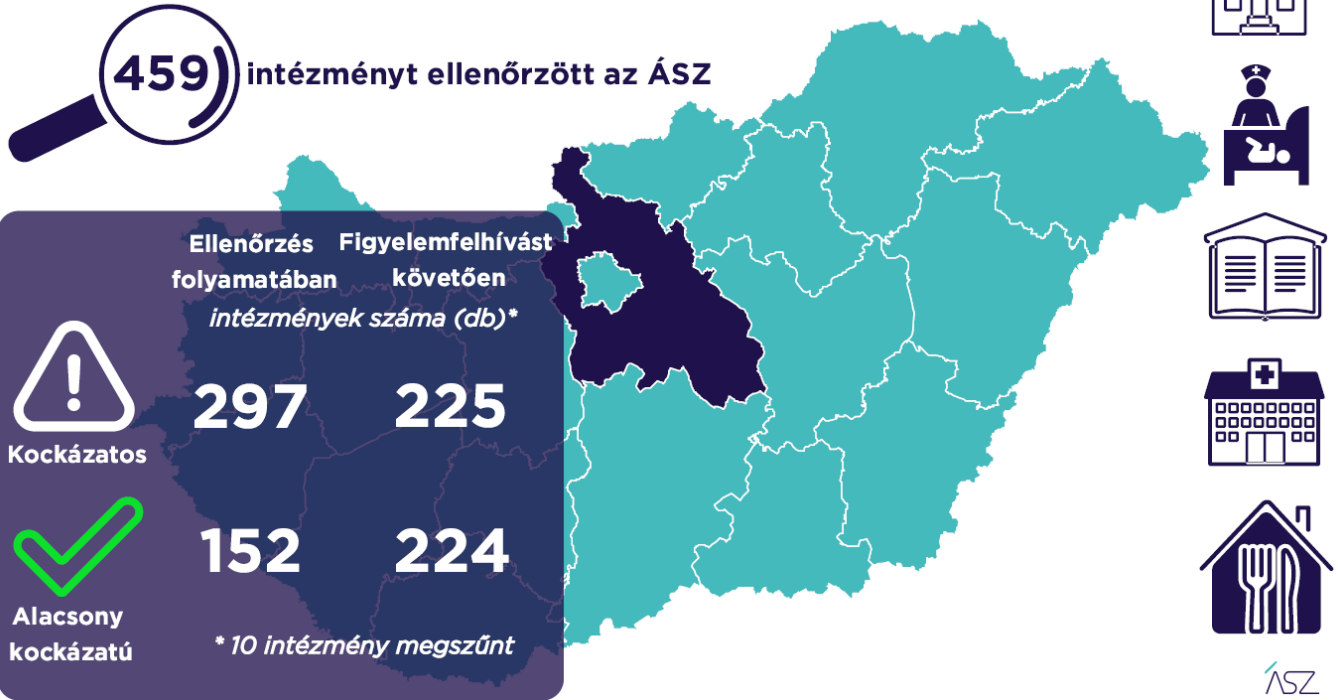 459 intézményt ellenőrzött az ÁSZ
Ellenőrzés
folyamatában
Figyelemfelhívást
követően
intézmények száma (db)*
297 225
Kockázatos
152 224
Alacsony
kockázatú
* 10 intézmény megszűnt
ÁSZ